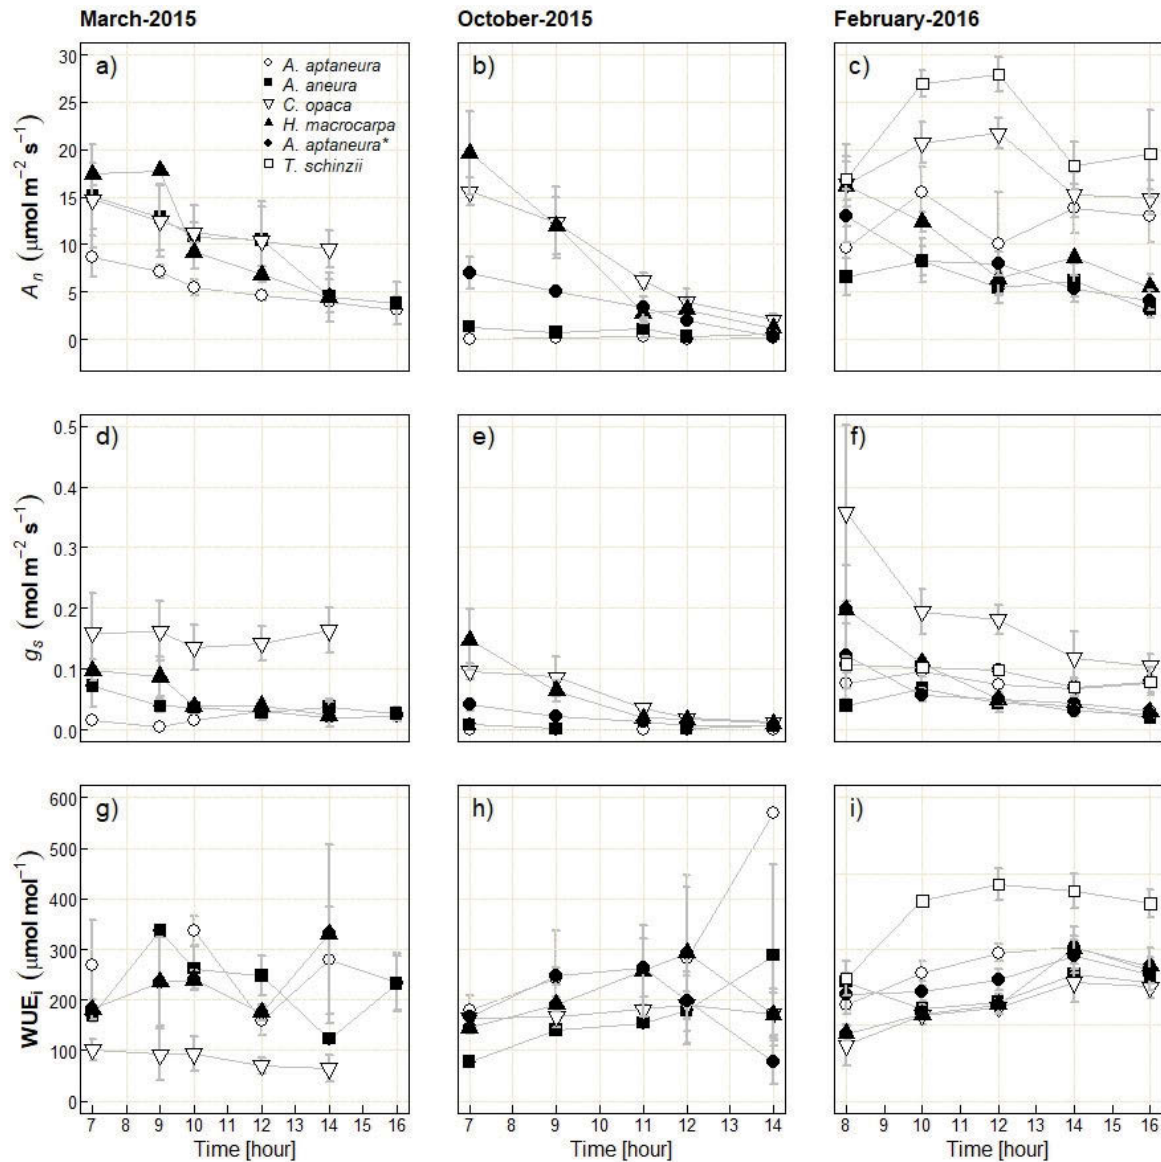 March-2015 October-2015 February-2016
a) b) c)
A. aptaneura
A. aneura
C. opaca
H. macrocarpa
A. aptaneura*
T. schinzii
Aₙ (μmol m⁻² s⁻¹)
30
25
20
15
10
5
0
d) e) f)
gₛ (mol m⁻² s⁻¹)
0.5
0.4
0.3
0.2
0.1
0.0
g) h) i)
WUEᵢ (μmol mol⁻¹)
600
500
400
300
200
100
0
7 8 9 10 11 12 13 14 15 16 7 8 9 10 11 12 13 14 8 9 10 11 12 13 14 15 16
Time [hour] Time [hour] Time [hour]